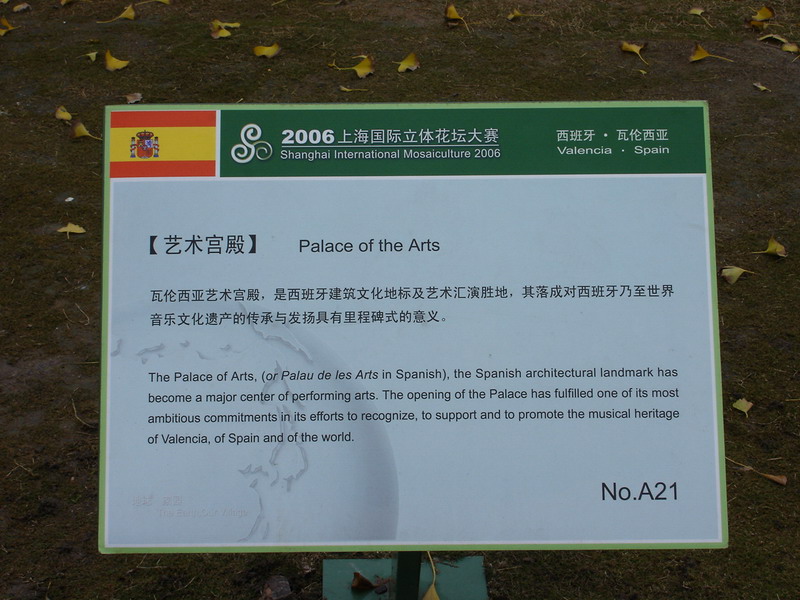 2006上海国际立体花坛大赛
Shanghai International Mosaiculture 2006
西班牙・瓦伦西亚
Valencia · Spain
【艺术宫殿】 Palace of the Arts
瓦伦西亚艺术宫殿，是西班牙建筑文化地标及艺术汇演胜地，其落成对西班牙乃至世界
音乐文化遗产的传承与发扬具有里程碑式的意义。
The Palace of Arts, (or Palau de les Arts in Spanish), the Spanish architectural landmark has
become a major center of performing arts. The opening of the Palace has fulfilled one of its most
ambitious commitments in its efforts to recognize, to support and to promote the musical heritage
of Valencia, of Spain and of the world.
No.A21